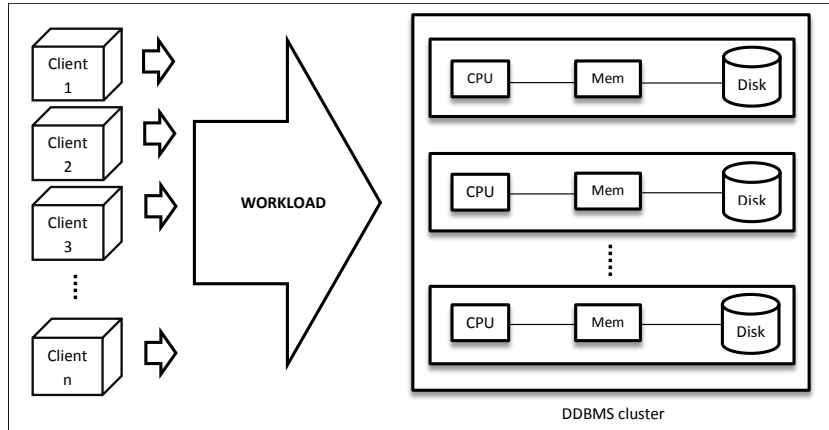 Client
1
Client
2
Client
3
Client
n
WORKLOAD
CPU
Mem
Disk
CPU
Mem
Disk
CPU
Mem
Disk
DDBMS cluster